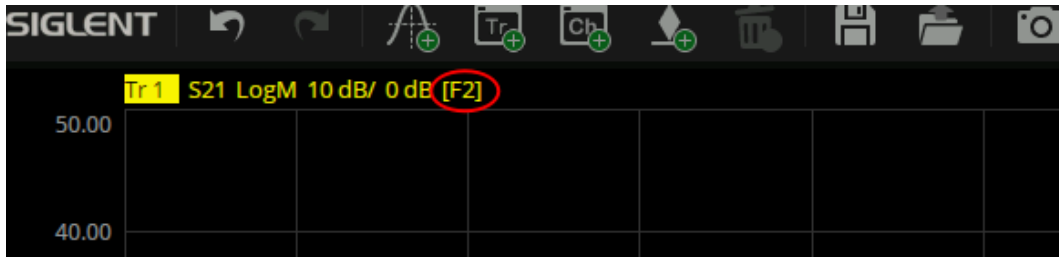 SIGLENT
Tr
Ch
Tr 1 S21 LogM 10 dB/ 0 dB [F2]
50.00
40.00